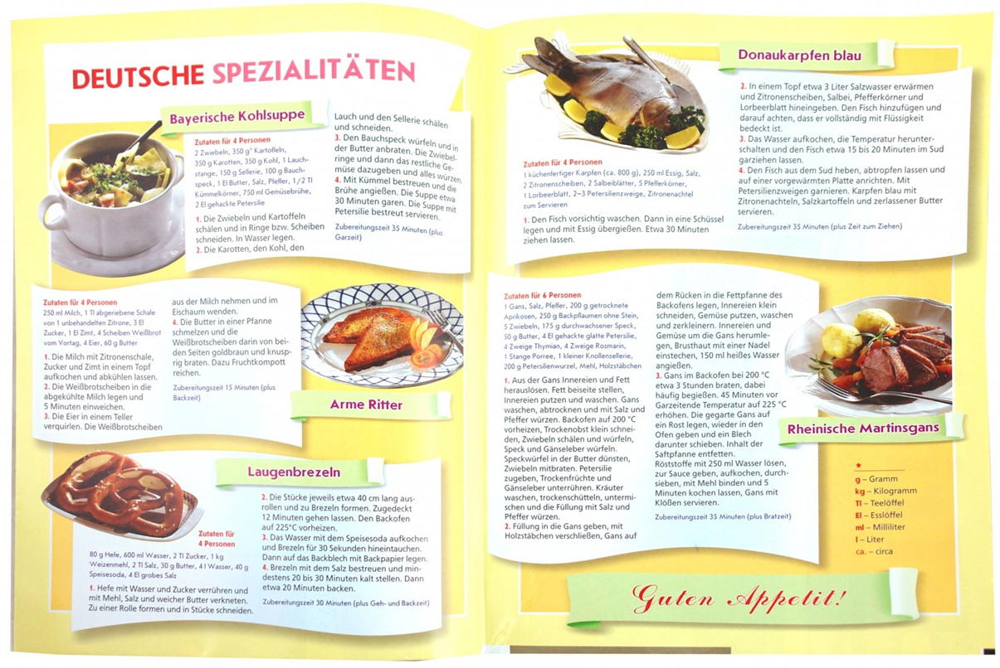 DEUTSCHE SPEZIALITÄTEN
Bayerische Kohlsuppe
Zutaten für 4 Personen
2 Zwiebeln, 350 g* Kartoffeln,
350 g Karotten, 350 g Kohl, 1 Lauch-
stange, 150 g Sellerie, 100 g Bauch-
speck, 1 El Butter, Salz, Pfeffer, 1/2 Tl
Kümmelkörner, 750 ml Gemüsebrühe,
2 El gehackte Petersilie
1. Die Zwiebeln und Kartoffeln
schälen und in Ringe bzw. Scheiben
schneiden. In Wasser legen.
2. Die Karotten, den Kohl, den
Lauch und den Sellerie schälen
und schneiden.
3. Den Bauchspeck würfeln und in
der Butter anbraten. Die Zwiebel-
ringe und dann das restliche Ge-
müse dazugeben und alles würzen.
4. Mit Kümmel bestreuen und die
Brühe angießen. Die Suppe etwa
30 Minuten garen. Die Suppe mit
Petersilie bestreut servieren.
Zubereitungszeit 35 Minuten (plus
Garzeit)
Zutaten für 4 Personen
250 ml Milch, 1 Tl abgeriebene Schale
von 1 unbehandelten Zitrone, 3 El
Zucker, 1 El Zimt, 4 Scheiben Weißbrot
vom Vortag, 4 Eier, 60 g Butter
1. Die Milch mit Zitronenschale,
Zucker und Zimt in einem Topf
aufkochen und abkühlen lassen.
2. Die Weißbrotscheiben in die
abgekühlte Milch legen und
5 Minuten einweichen.
3. Die Eier in einem Teller
verquirlen. Die Weißbrotscheiben
aus der Milch nehmen und im
Eischaum wenden.
4. Die Butter in einer Pfanne
schmelzen und die
Weißbrotscheiben darin von bei-
den Seiten goldbraun und knusp-
rig braten. Dazu Fruchtkompott
reichen.
Zubereitungszeit 15 Minuten (plus
Backzeit)
Arme Ritter
Laugenbrezeln
Zutaten für
4 Personen
80 g Hefe, 600 ml Wasser, 2 Tl Zucker, 1 kg
Weizenmehl, 2 Tl Salz, 30 g Butter, 4 l Wasser, 40 g
Speisesoda, 4 El grobes Salz
1. Hefe mit Wasser und Zucker verrühren und
mit Mehl, Salz und weicher Butter verkneten.
Zu einer Rolle formen und in Stücke schneiden.
2. Die Stücke jeweils etwa 40 cm lang aus-
rollen und zu Brezeln formen. Zugedeckt
12 Minuten gehen lassen. Den Backofen
auf 225°C vorheizen.
3. Das Wasser mit dem Speisesoda aufkochen
und Brezeln für 30 Sekunden hineintauchen.
Dann auf das Backblech mit Backpapier legen.
4. Brezeln mit dem Salz bestreuen und min-
destens 20 bis 30 Minuten kalt stellen. Dann
etwa 20 Minuten backen.
Zubereitungszeit 30 Minuten (plus Geh- und Backzeit)
Donaukarpfen blau
Zutaten für 4 Personen
1 küchenfertiger Karpfen (ca. 800 g), 250 ml Essig, Salz,
2 Zitronenscheiben, 2 Salbeiblätter, 5 Pfefferkörner,
1 Lorbeerblatt, 2–3 Petersilienzweige, Zitronenachtel
zum Servieren
1. Den Fisch vorsichtig waschen. Dann in eine Schüssel
legen und mit Essig übergießen. Etwa 30 Minuten
ziehen lassen.
2. In einem Topf etwa 3 Liter Salzwasser erwärmen
und Zitronenscheiben, Salbei, Pfefferkörner und
Lorbeerblatt hineingeben. Den Fisch hinzufügen und
darauf achten, dass er vollständig mit Flüssigkeit
bedeckt ist.
3. Das Wasser aufkochen, die Temperatur herunter-
schalten und den Fisch etwa 15 bis 20 Minuten im Sud
garziehen lassen.
4. Den Fisch aus dem Sud heben, abtropfen lassen und
auf einer vorgewärmten Platte anrichten. Mit
Petersilienzweigen garnieren. Karpfen blau mit
Zitronenachteln, Salzkartoffeln und zerlassener Butter
servieren.
Zubereitungszeit 35 Minuten (plus Zeit zum Ziehen)
Zutaten für 6 Personen
1 Gans, Salz, Pfeffer, 200 g getrocknete
Aprikosen, 250 g Backpflaumen ohne Stein,
5 Zwiebeln, 175 g durchwachsener Speck,
50 g Butter, 4 El gehackte glatte Petersilie,
4 Zweige Thymian, 4 Zweige Rosmarin,
1 Stange Porree, 1 kleiner Knollensellerie,
200 g Petersilienwurzel, Mehl, Holzstäbchen
1. Aus der Gans Innereien und Fett
herauslösen. Fett beiseite stellen,
Innereien putzen und waschen. Gans
waschen, abtrocknen und mit Salz und
Pfeffer würzen. Backofen auf 200 °C
vorheizen, Trockenobst klein schnei-
den, Zwiebeln schälen und würfeln,
Speck und Gänseleber würfeln.
Speckwürfel in der Butter dünsten,
Zwiebeln mitbraten. Petersilie
zugeben, Trockenfrüchte und
Gänseleber unterrühren. Kräuter
waschen, trockenschütteln, untermi-
schen und die Füllung mit Salz und
Pfeffer würzen.
2. Füllung in die Gans geben, mit
Holzstäbchen verschließen, Gans auf
dem Rücken in die Fettpfanne des
Backofens legen, Innereien klein
schneiden, Gemüse putzen, waschen
und zerkleinern. Innereien und
Gemüse um die Gans herumle-
gen, Brusthaut mit einer Nadel
einstechen, 150 ml heißes Wasser
angießen.
3. Gans im Backofen bei 200 °C
etwa 3 Stunden braten, dabei
häufig begießen. 45 Minuten vor
Garzeitende Temperatur auf 225 °C
erhöhen. Die gegarte Gans auf
ein Rost legen, wieder in den
Ofen geben und ein Blech
darunter schieben. Inhalt der
Saftpfanne entfetten.
Röststoffe mit 250 ml Wasser lösen,
zur Sauce geben, aufkochen, durch-
sieben, mit Mehl binden und 5
Minuten kochen lassen, Gans mit
Klößen servieren.
Zubereitungszeit 35 Minuten (plus Bratzeit)
Rheinische Martinsgans
*
g – Gramm
kg – Kilogramm
Tl – Teelöffel
El – Esslöffel
ml – Milliliter
l – Liter
ca. – circa
Guten Appetit!